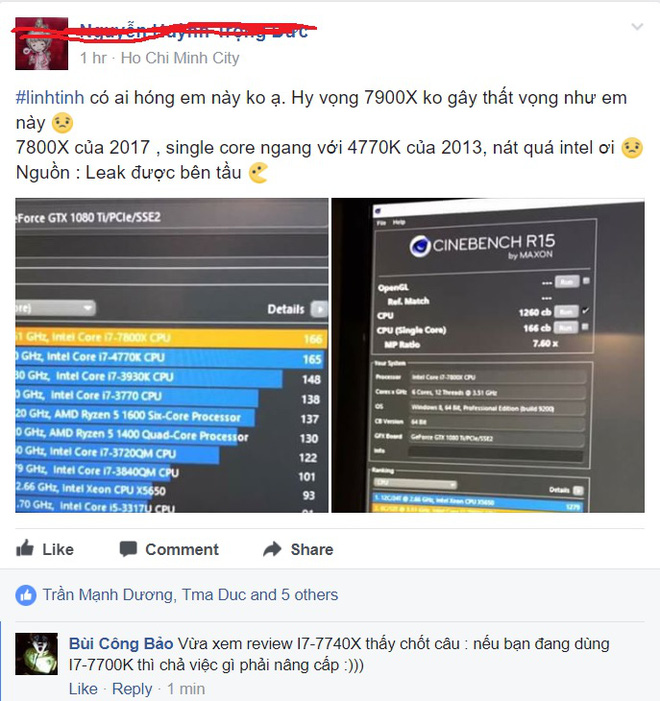 1 hr · Ho Chi Minh City
#linhtinh có ai hóng em này ko ạ. Hy vọng 7900X ko gây thất vọng như em
này
7800X của 2017 , single core ngang với 4770K của 2013, nát quá intel ơi
Nguồn : Leak được bên tầu
eForce GTX 1080 Ti/PCIe/SSE2
Details
1 GHz, Intel Core i7-7800X CPU 166
0 GHz, Intel Core i7-4770K CPU 165
30 GHz, Intel Core i7-3930K CPU 148
0 GHz, Intel Core i7-3770 CPU 138
20 GHz, AMD Ryzen 5 1600 Six-Core Processor 137
0 GHz, AMD Ryzen 5 1400 Quad-Core Processor 130
0 GHz, Intel Core i7-3720QM CPU 122
9 GHz, Intel Core i7-3840QM CPU 101
2.66 GHz, Intel Xeon CPU X5650 93
.70 GHz, Intel Core i5-3317U CPU
File Help
CINEBENCH R15
by MAXON
OpenGL --- Run
Ref. Match ---
CPU 1260 cb Run
CPU (Single Core) 166 cb Run
MP Ratio 7.60 x
Your System
Processor Intel Core i7-7800X CPU
Cores x GHz 6 Cores, 12 Threads @ 3.51 GHz
OS Windows 8, 64 Bit, Professional Edition (build 9200)
CB Version 64 Bit
GFX Board GeForce GTX 1080 Ti/PCIe/SSE2
Info
Ranking
CPU
Details
1. 12C/24T @ 2.66 GHz, Intel Xeon CPU X5650 1279
Like Comment Share
Trần Mạnh Dương, Tma Duc and 5 others
Bùi Công Bảo Vừa xem review I7-7740X thấy chốt câu : nếu bạn đang dùng
I7-7700K thì chả việc gì phải nâng cấp :)))
Like · Reply · 1 min